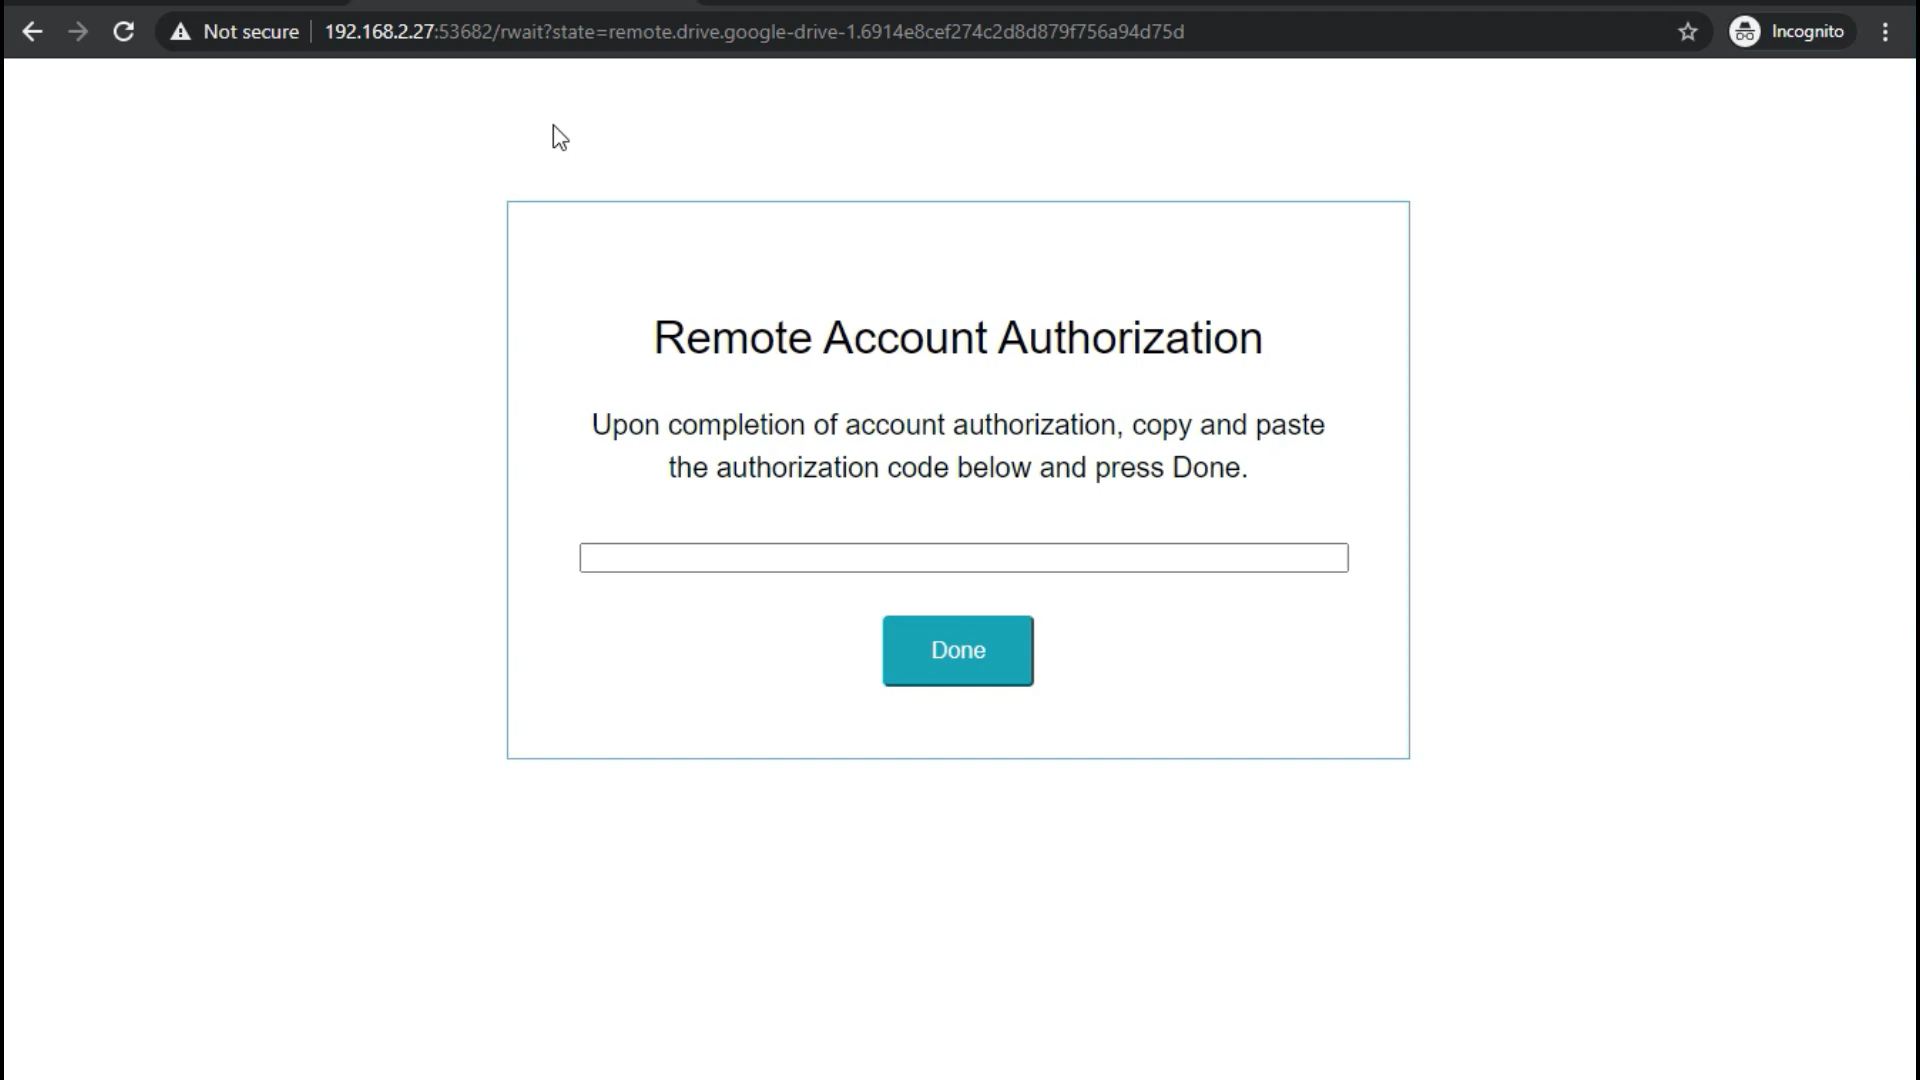 Not secure 192.168.2.27:53682/rwait?state=remote.drive.google-drive-1.6914e8cef274c2d8d879f756a94d75d Incognito
Remote Account Authorization
Upon completion of account authorization, copy and paste
the authorization code below and press Done.
Done